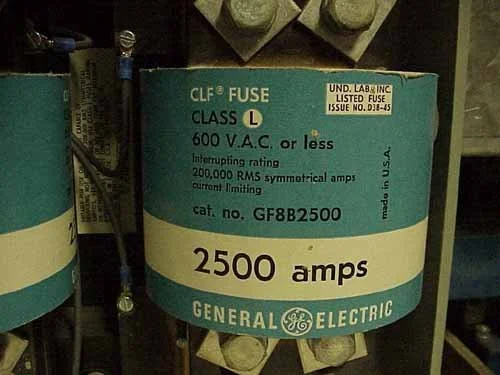 CLF® FUSE
UND. LAB. INC.
LISTED FUSE
ISSUE NO. D38-45
CLASS L
600 V.A.C. or less
Interrupting rating
200,000 RMS symmetrical amps
current limiting
made in U.S.A.
cat. no. GF8B2500
2500 amps
GENERAL GE ELECTRIC